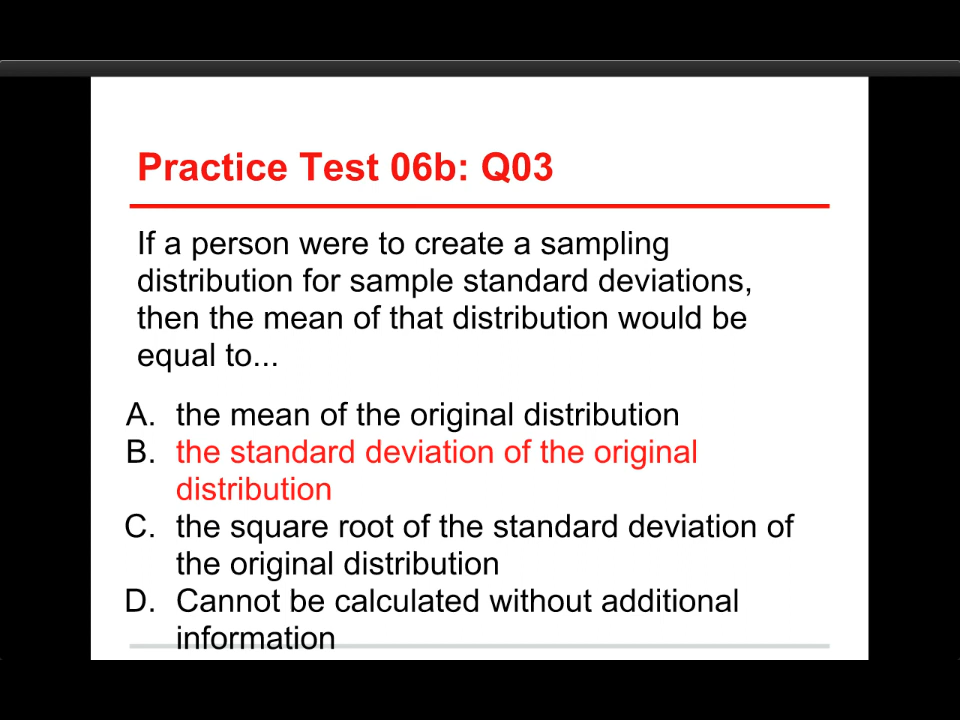 Practice Test 06b: Q03
If a person were to create a sampling
distribution for sample standard deviations,
then the mean of that distribution would be
equal to...
A. the mean of the original distribution
B. the standard deviation of the original
distribution
C. the square root of the standard deviation of
the original distribution
D. Cannot be calculated without additional
information